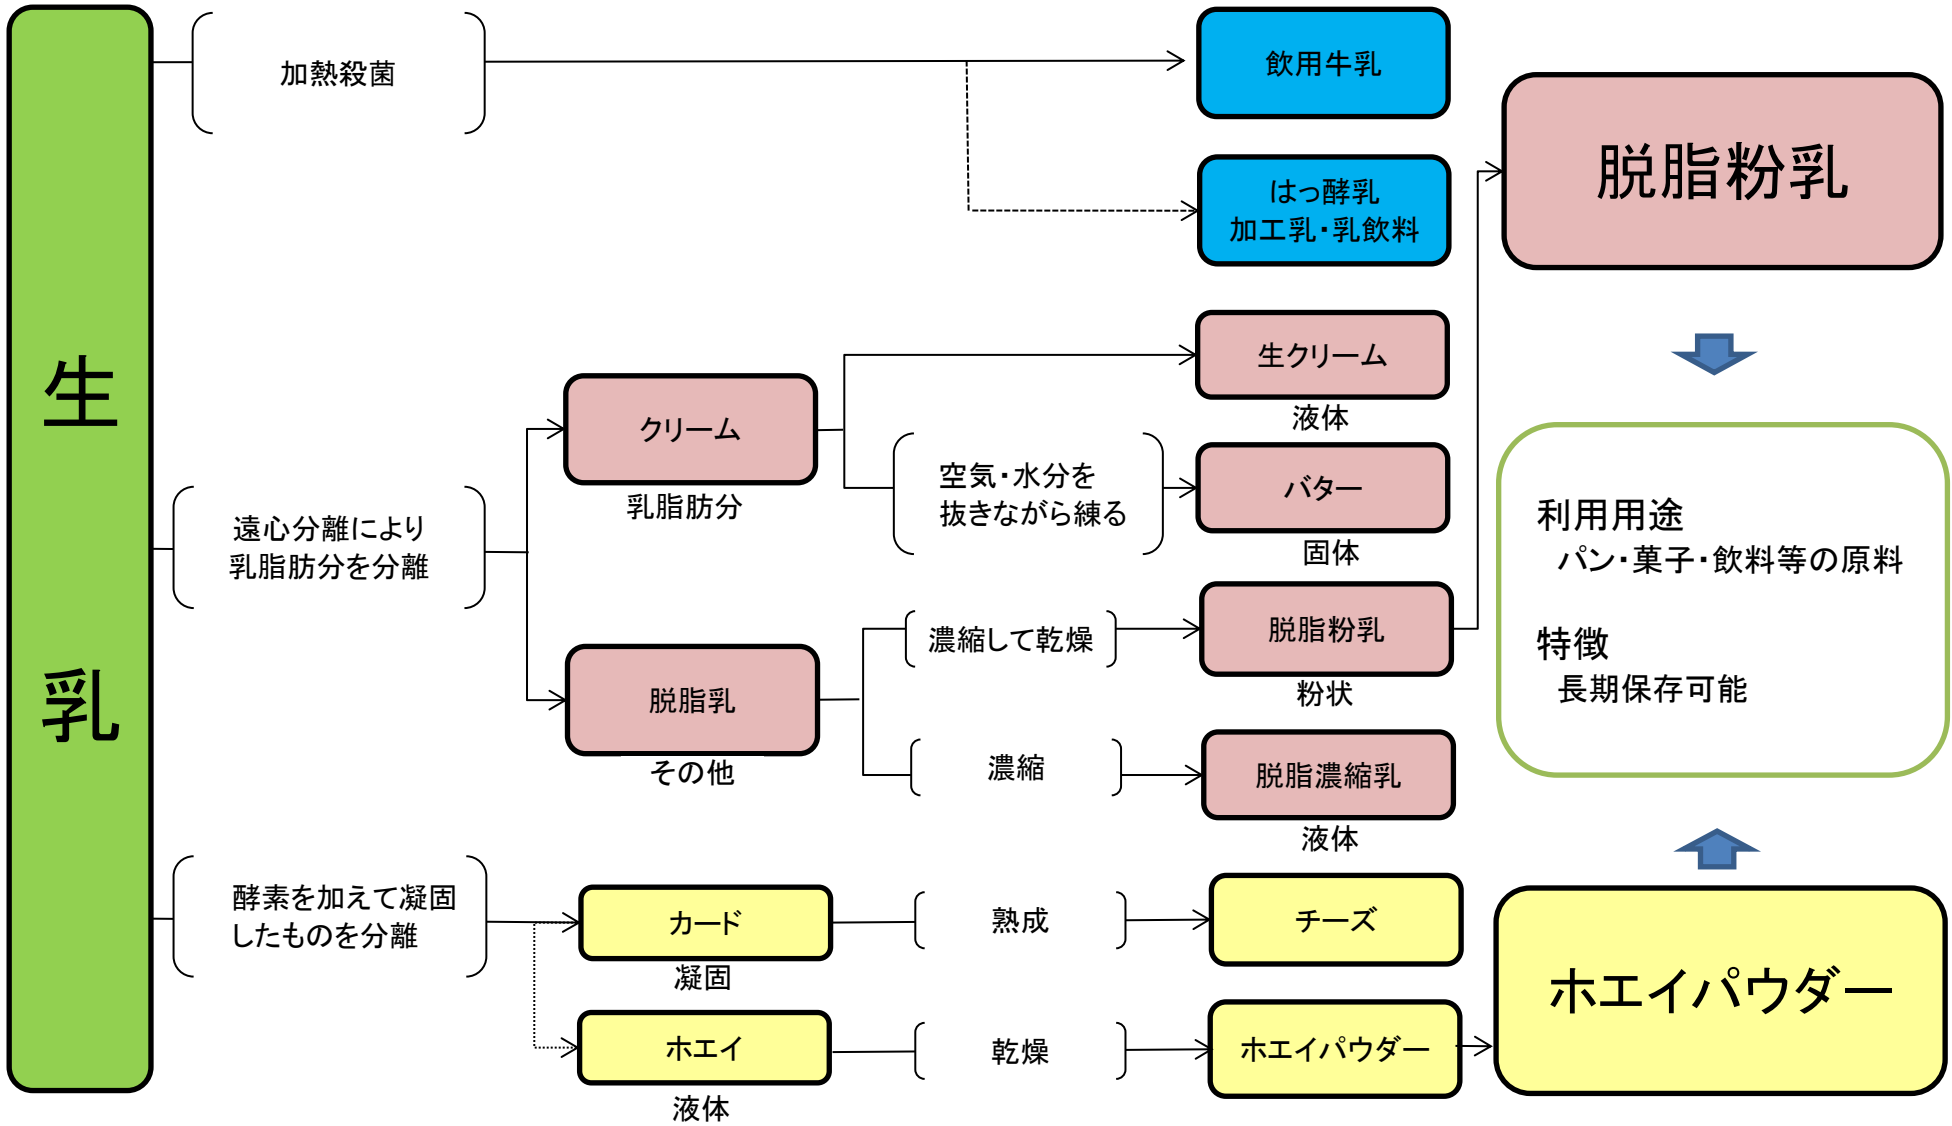 生
乳
加熱殺菌
飲用牛乳
はっ酵乳
加工乳・乳飲料
遠心分離により
乳脂肪分を分離
クリーム
乳脂肪分
生クリーム
液体
空気・水分を
抜きながら練る
バター
固体
脱脂乳
その他
濃縮して乾燥
脱脂粉乳
粉状
濃縮
脱脂濃縮乳
液体
酵素を加えて凝固
したものを分離
カード
凝固
熟成
チーズ
ホエイ
液体
乾燥
ホエイパウダー
脱脂粉乳
利用用途
パン・菓子・飲料等の原料
特徴
長期保存可能
ホエイパウダー